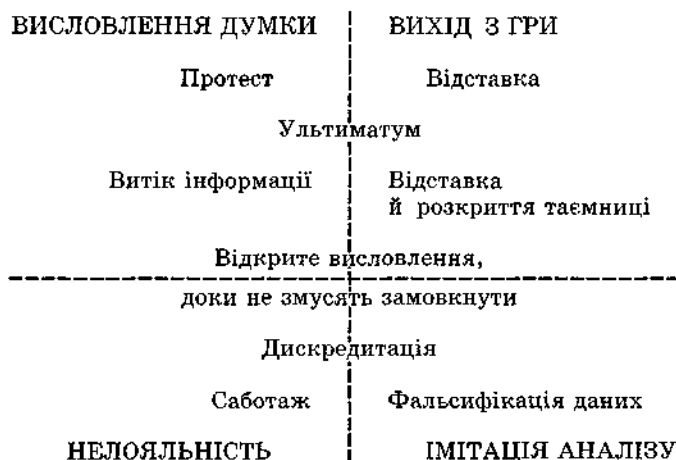 ВИСЛОВЛЕННЯ ДУМКИ ВИХІД З ГРИ
Протест Відставка
Ультиматум
Витік інформації Відставка
й розкриття таємниці
Відкрите висловлення,
доки не змусять замовкнути
Дискредитація
Саботаж Фальсифікація даних
НЕЛОЯЛЬНІСТЬ ІМІТАЦІЯ АНАЛІЗУ